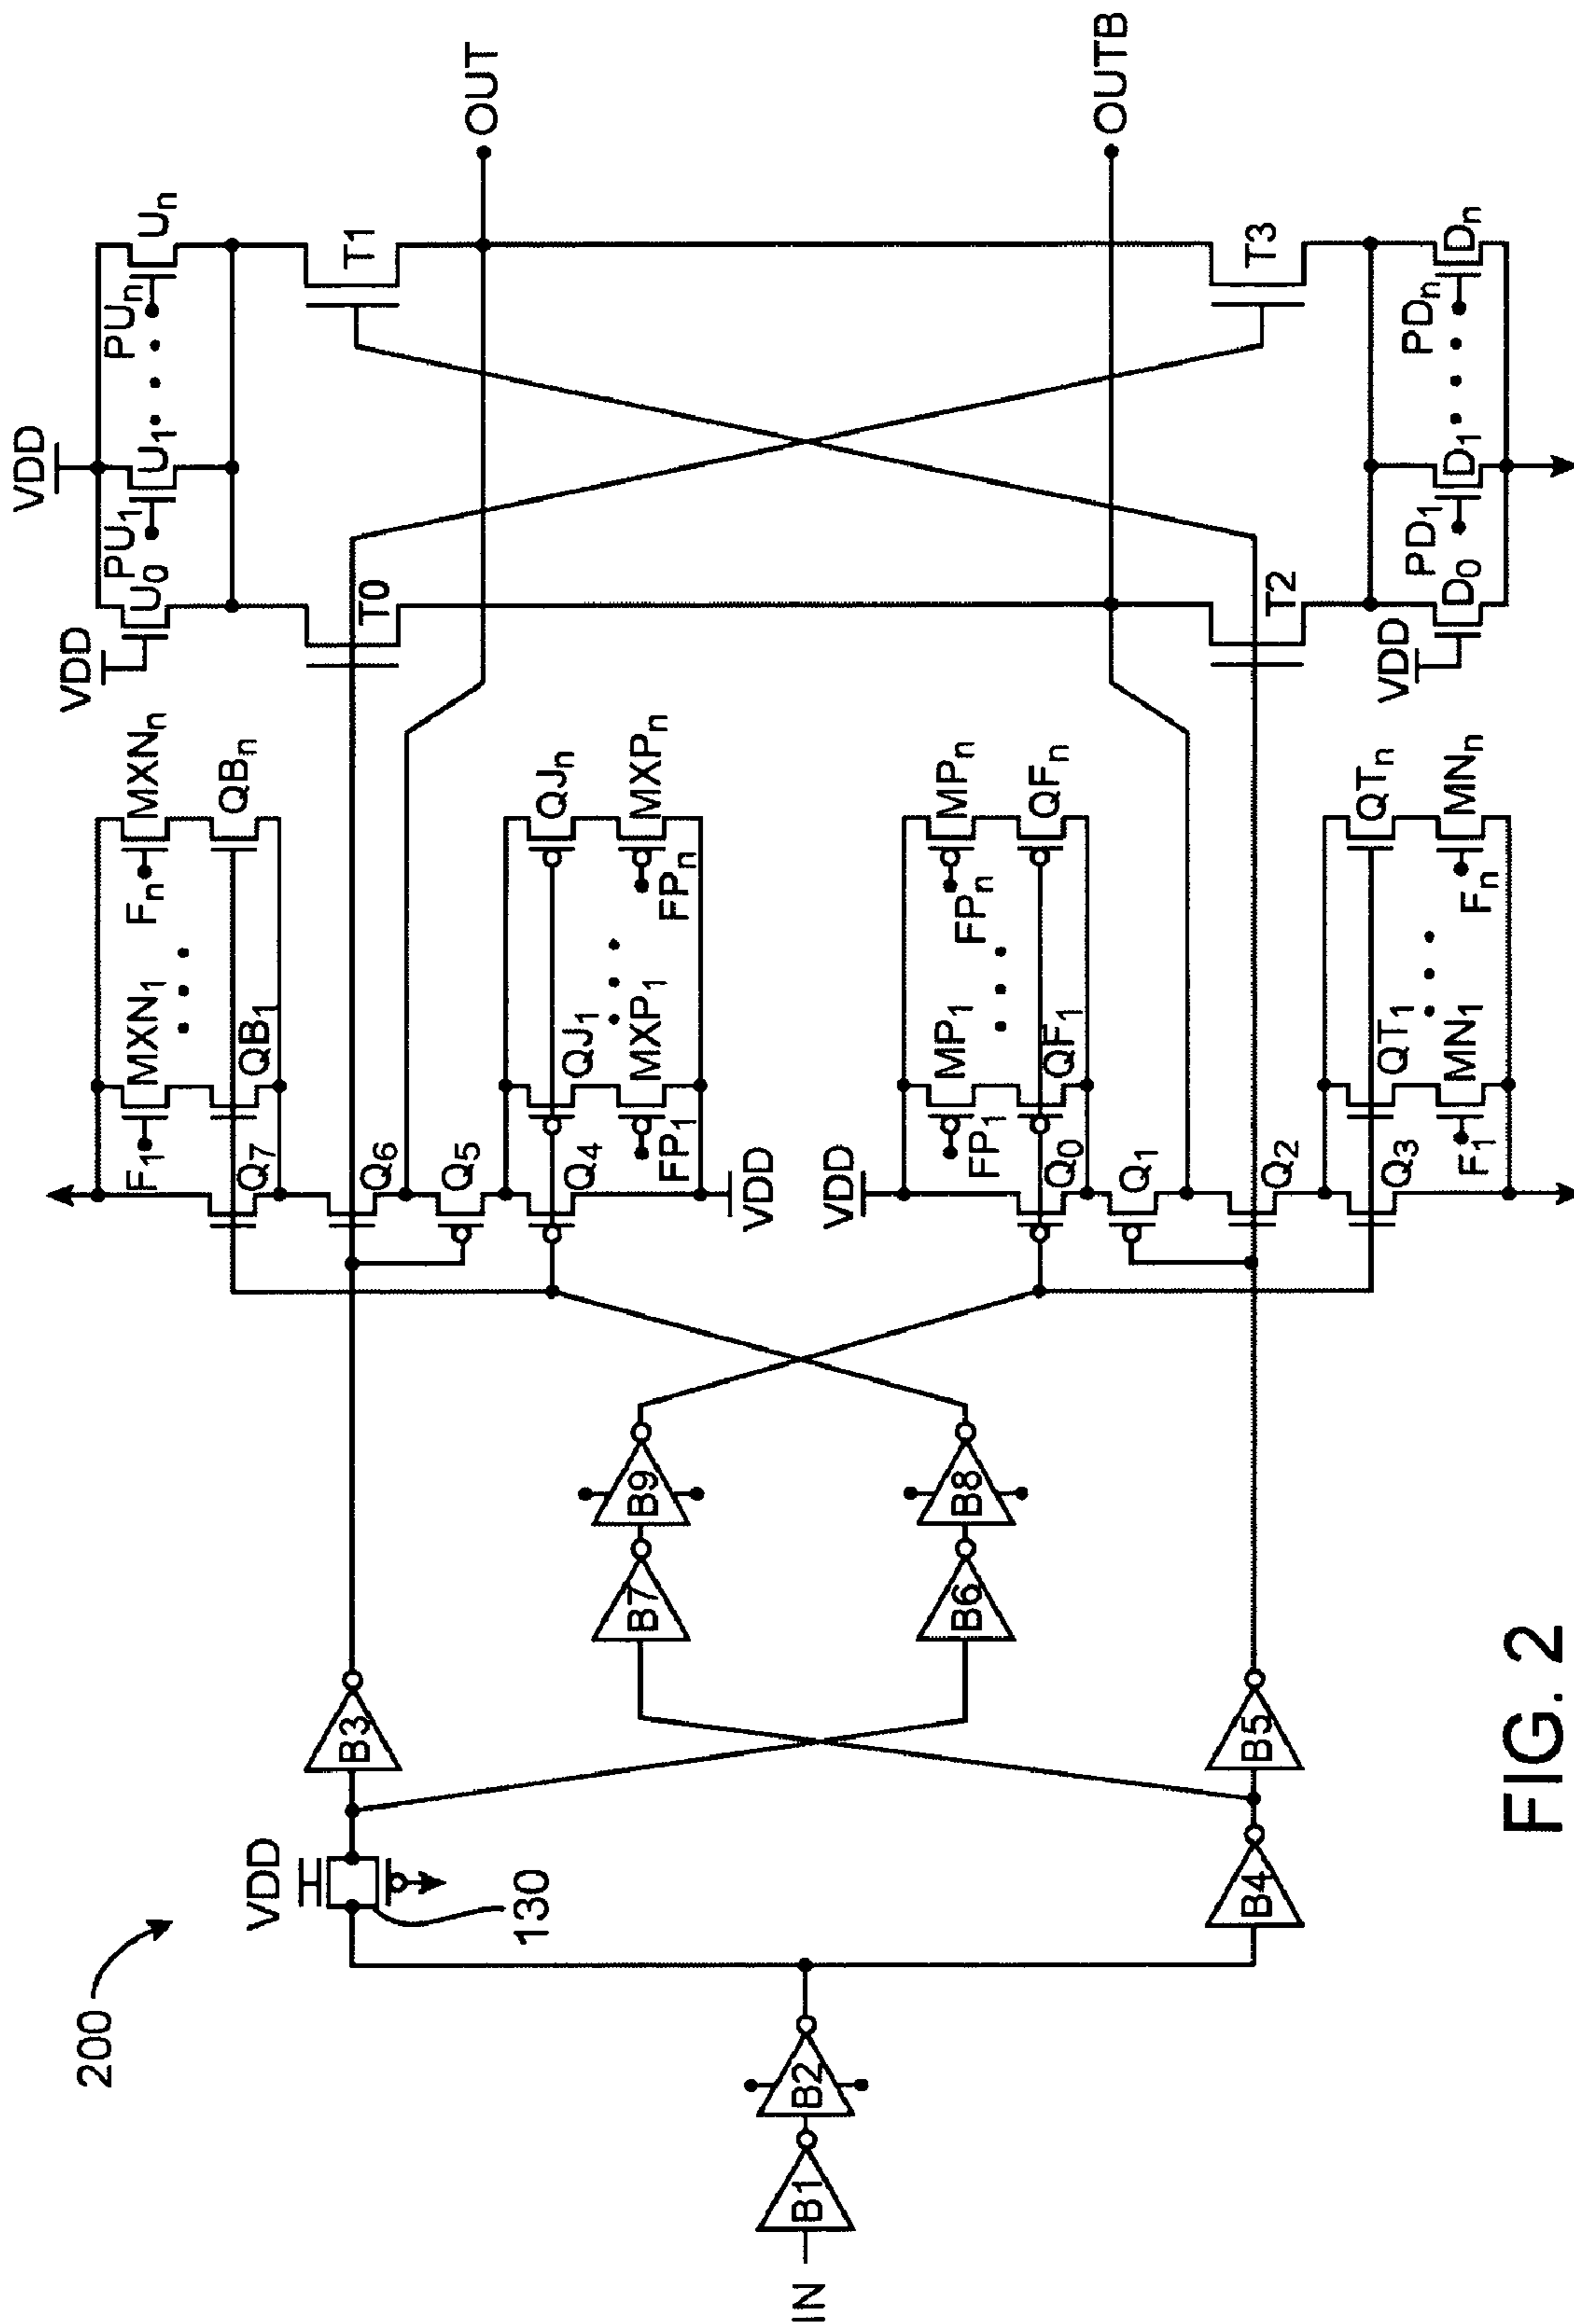 200
IN
B1
B2
VDD
130
B3
B4
B5
B7
B9
B6
B8
F1
MXN1
Fn
MXNn
Q7
QB1
QBn
Q6
Q5
QJ1
QJn
Q4
FP1
MXP1
FPn
MXPn
VDD
VDD
FP1
MP1
FPn
MPn
Q0
QF1
QFn
Q1
Q2
QT1
QTn
Q3
F1
MN1
Fn
MNn
VDD
VDD
U0
PU1
U1
PUn
Un
T0
T1
OUT
OUTB
T2
T3
VDD
D0
PD1
D1
PDn
Dn
FIG. 2